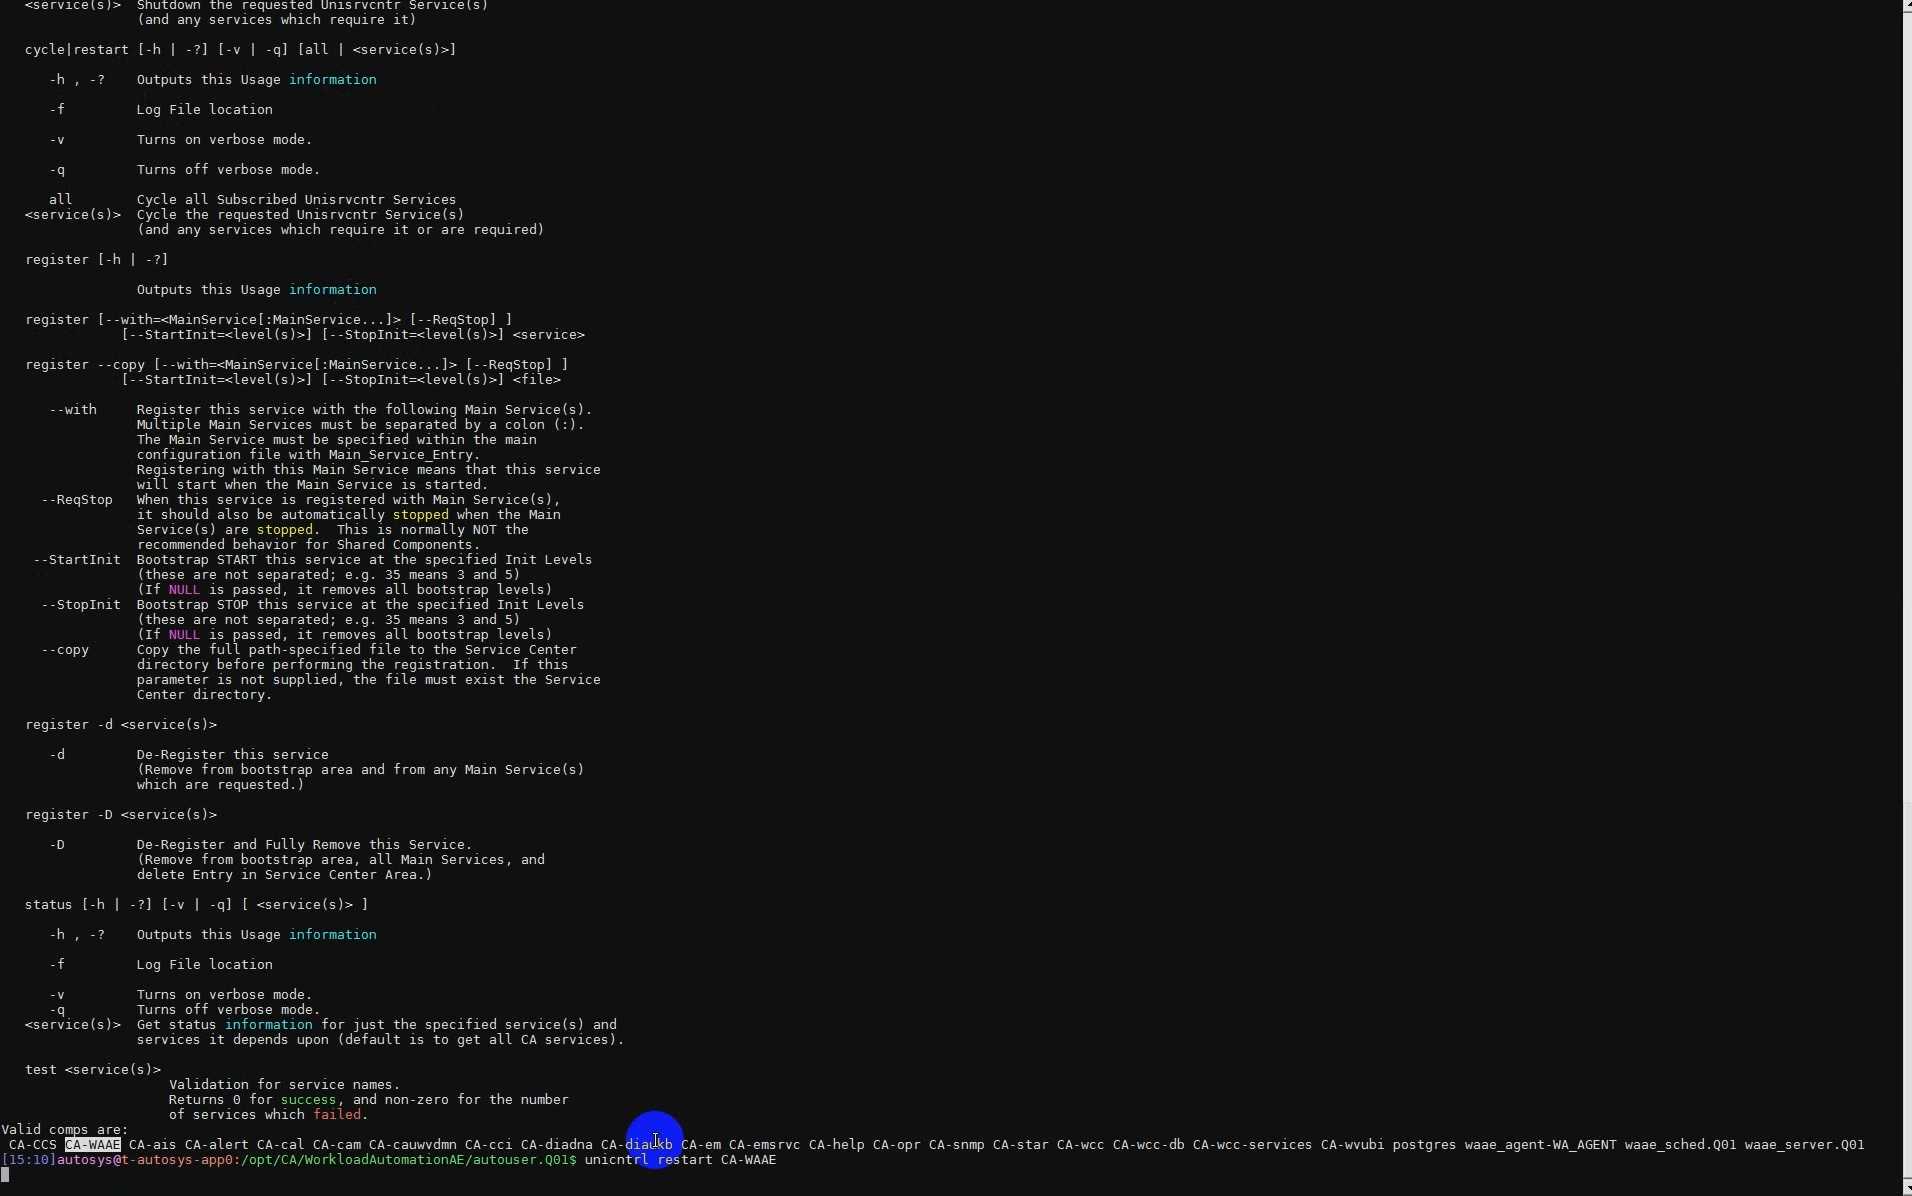 <service(s)>  Shutdown the requested Unisrvcntr Service(s)
(and any services which require it)
cycle|restart [-h | -?] [-v | -q] [all | <service(s)>]
-h , -?    Outputs this Usage information
-f         Log File location
-v         Turns on verbose mode.
-q         Turns off verbose mode.
all        Cycle all Subscribed Unisrvcntr Services
<service(s)>  Cycle the requested Unisrvcntr Service(s)
(and any services which require it or are required)
register [-h | -?]
Outputs this Usage information
register [--with=<MainService[:MainService...]> [--ReqStop] ]
[--StartInit=<level(s)>] [--StopInit=<level(s)>] <service>
register --copy [--with=<MainService[:MainService...]> [--ReqStop] ]
[--StartInit=<level(s)>] [--StopInit=<level(s)>] <file>
--with     Register this service with the following Main Service(s).
Multiple Main Services must be separated by a colon (:).
The Main Service must be specified within the main
configuration file with Main_Service_Entry.
Registering with this Main Service means that this service
will start when the Main Service is started.
--ReqStop   When this service is registered with Main Service(s),
it should also be automatically stopped when the Main
Service(s) are stopped.  This is normally NOT the
recommended behavior for Shared Components.
--StartInit  Bootstrap START this service at the specified Init Levels
(these are not separated; e.g. 35 means 3 and 5)
(If NULL is passed, it removes all bootstrap levels)
--StopInit  Bootstrap STOP this service at the specified Init Levels
(these are not separated; e.g. 35 means 3 and 5)
(If NULL is passed, it removes all bootstrap levels)
--copy      Copy the full path-specified file to the Service Center
directory before performing the registration.  If this
parameter is not supplied, the file must exist the Service
Center directory.
register -d <service(s)>
-d         De-Register this service
(Remove from bootstrap area and from any Main Service(s)
which are requested.)
register -D <service(s)>
-D         De-Register and Fully Remove this Service.
(Remove from bootstrap area, all Main Services, and
delete Entry in Service Center Area.)
status [-h | -?] [-v | -q] [ <service(s)> ]
-h , -?    Outputs this Usage information
-f         Log File location
-v         Turns on verbose mode.
-q         Turns off verbose mode.
<service(s)>  Get status information for just the specified service(s) and
services it depends upon (default is to get all CA services).
test <service(s)>
Validation for service names.
Returns 0 for success, and non-zero for the number
of services which failed.
Valid comps are:
CA-CCS CA-WAAE CA-ais CA-alert CA-cal CA-cam CA-cauwvdmn CA-cci CA-diadna CA-diaukb CA-em CA-emsrvc CA-help CA-opr CA-snmp CA-star CA-wcc CA-wcc-db CA-wcc-services CA-wvubi postgres waae_agent-WA_AGENT waae_sched.Q01 waae_server.Q01
[15:10]autosys@t-autosys-app0:/opt/CA/WorkloadAutomationAE/autouser.Q01$ unicntrl restart CA-WAAE